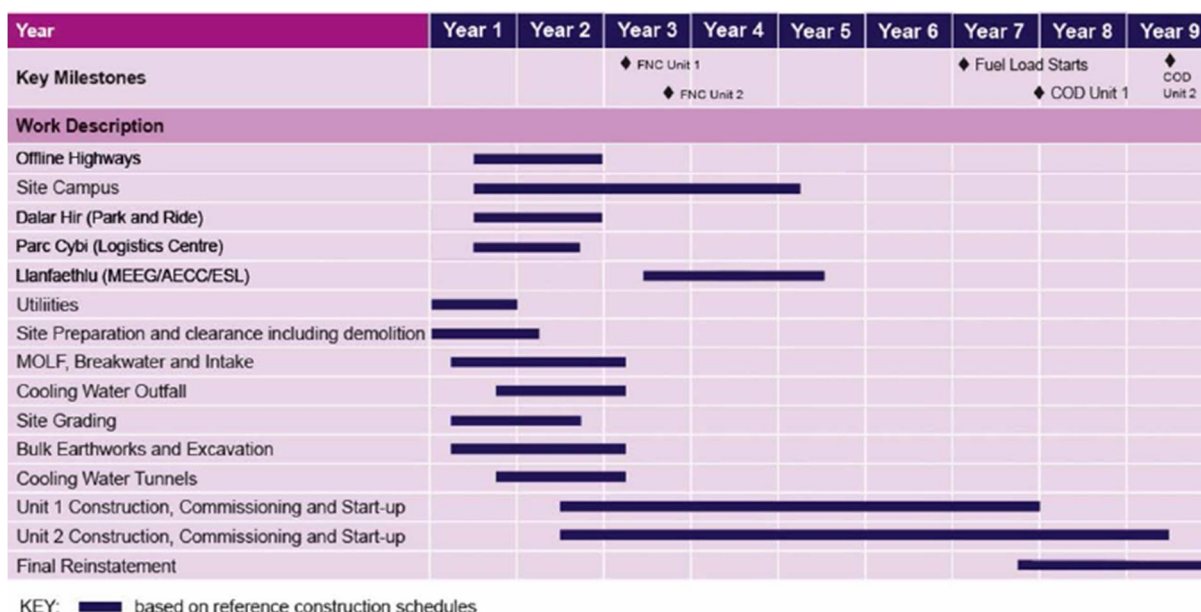 Year Year 1 Year 2 Year 3 Year 4 Year 5 Year 6 Year 7 Year 8 Year 9
Key Milestones
FNC Unit 1
FNC Unit 2
Fuel Load Starts
COD Unit 1
COD
Unit 2
Work Description
Offline Highways
Site Campus
Dalar Hir (Park and Ride)
Parc Cybi (Logistics Centre)
Llanfaethlu (MEEG/AECC/ESL)
Utiliities
Site Preparation and clearance including demolition
MOLF, Breakwater and Intake
Cooling Water Outfall
Site Grading
Bulk Earthworks and Excavation
Cooling Water Tunnels
Unit 1 Construction, Commissioning and Start-up
Unit 2 Construction, Commissioning and Start-up
Final Reinstatement
KEY: based on reference construction schedules